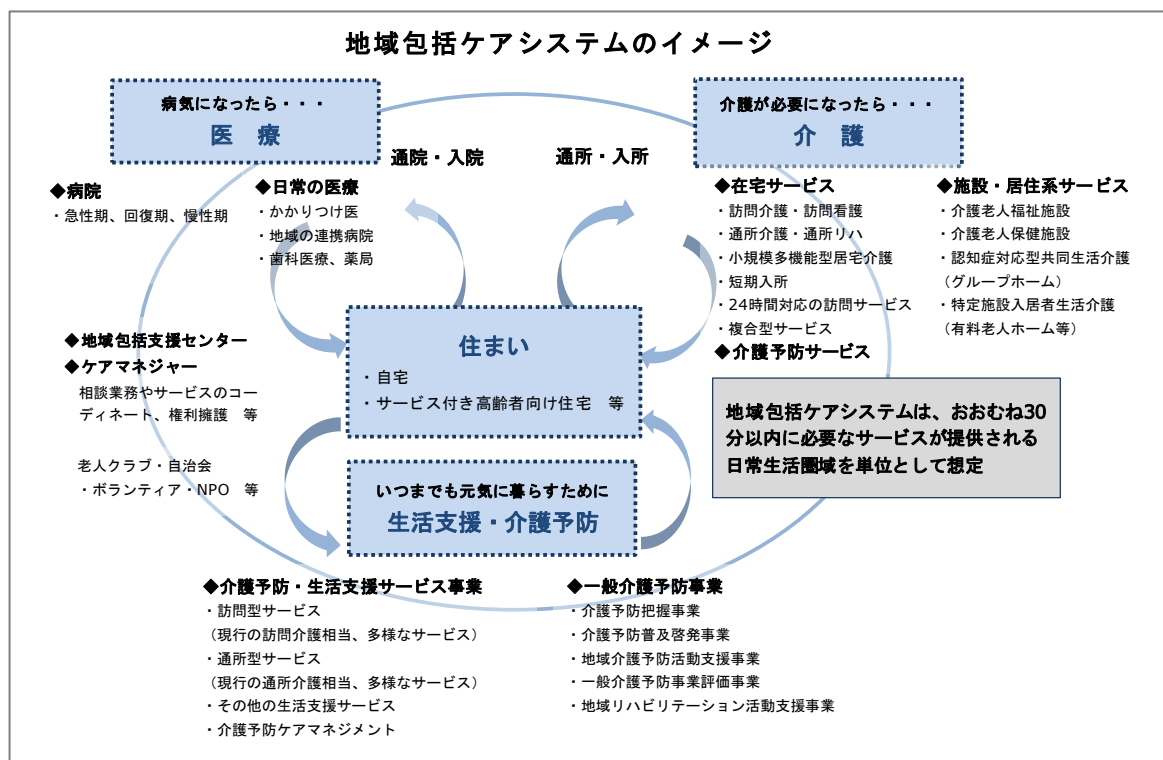 地域包括ケアシステムのイメージ
病気になったら・・・
医　療
介護が必要になったら・・・
介　護
通院・入院
通所・入所
◆病院
・急性期、回復期、慢性期
◆日常の医療
・かかりつけ医
・地域の連携病院
・歯科医療、薬局
◆在宅サービス
・訪問介護・訪問看護
・通所介護・通所リハ
・小規模多機能型居宅介護
・短期入所
・24時間対応の訪問サービス
・複合型サービス
◆介護予防サービス
◆施設・居住系サービス
・介護老人福祉施設
・介護老人保健施設
・認知症対応型共同生活介護
（グループホーム）
・特定施設入居者生活介護
（有料老人ホーム等）
◆地域包括支援センター
◆ケアマネジャー
相談業務やサービスのコー
ディネート、権利擁護　等
老人クラブ・自治会
・ボランティア・NPO　等
住まい
・自宅
・サービス付き高齢者向け住宅　等
地域包括ケアシステムは、おおむね30
分以内に必要なサービスが提供される
日常生活圏域を単位として想定
いつまでも元気に暮らすために
生活支援・介護予防
◆介護予防・生活支援サービス事業
・訪問型サービス
（現行の訪問介護相当、多様なサービス）
・通所型サービス
（現行の通所介護相当、多様なサービス）
・その他の生活支援サービス
・介護予防ケアマネジメント
◆一般介護予防事業
・介護予防把握事業
・介護予防普及啓発事業
・地域介護予防活動支援事業
・一般介護予防事業評価事業
・地域リハビリテーション活動支援事業